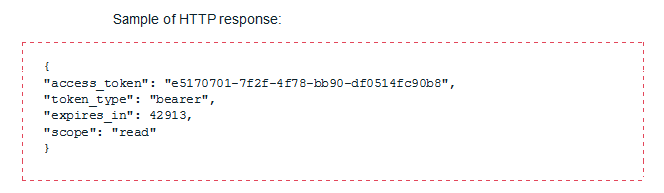 Sample of HTTP response:
{
"access_token": "e5170701-7f2f-4f78-bb90-df0514fc90b8",
"token_type": "bearer",
"expires_in": 42913,
"scope": "read"
}